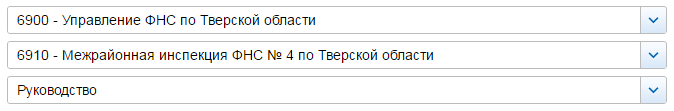 6900 - Управление ФНС по Тверской области
6910 - Межрайонная инспекция ФНС № 4 по Тверской области
Руководство